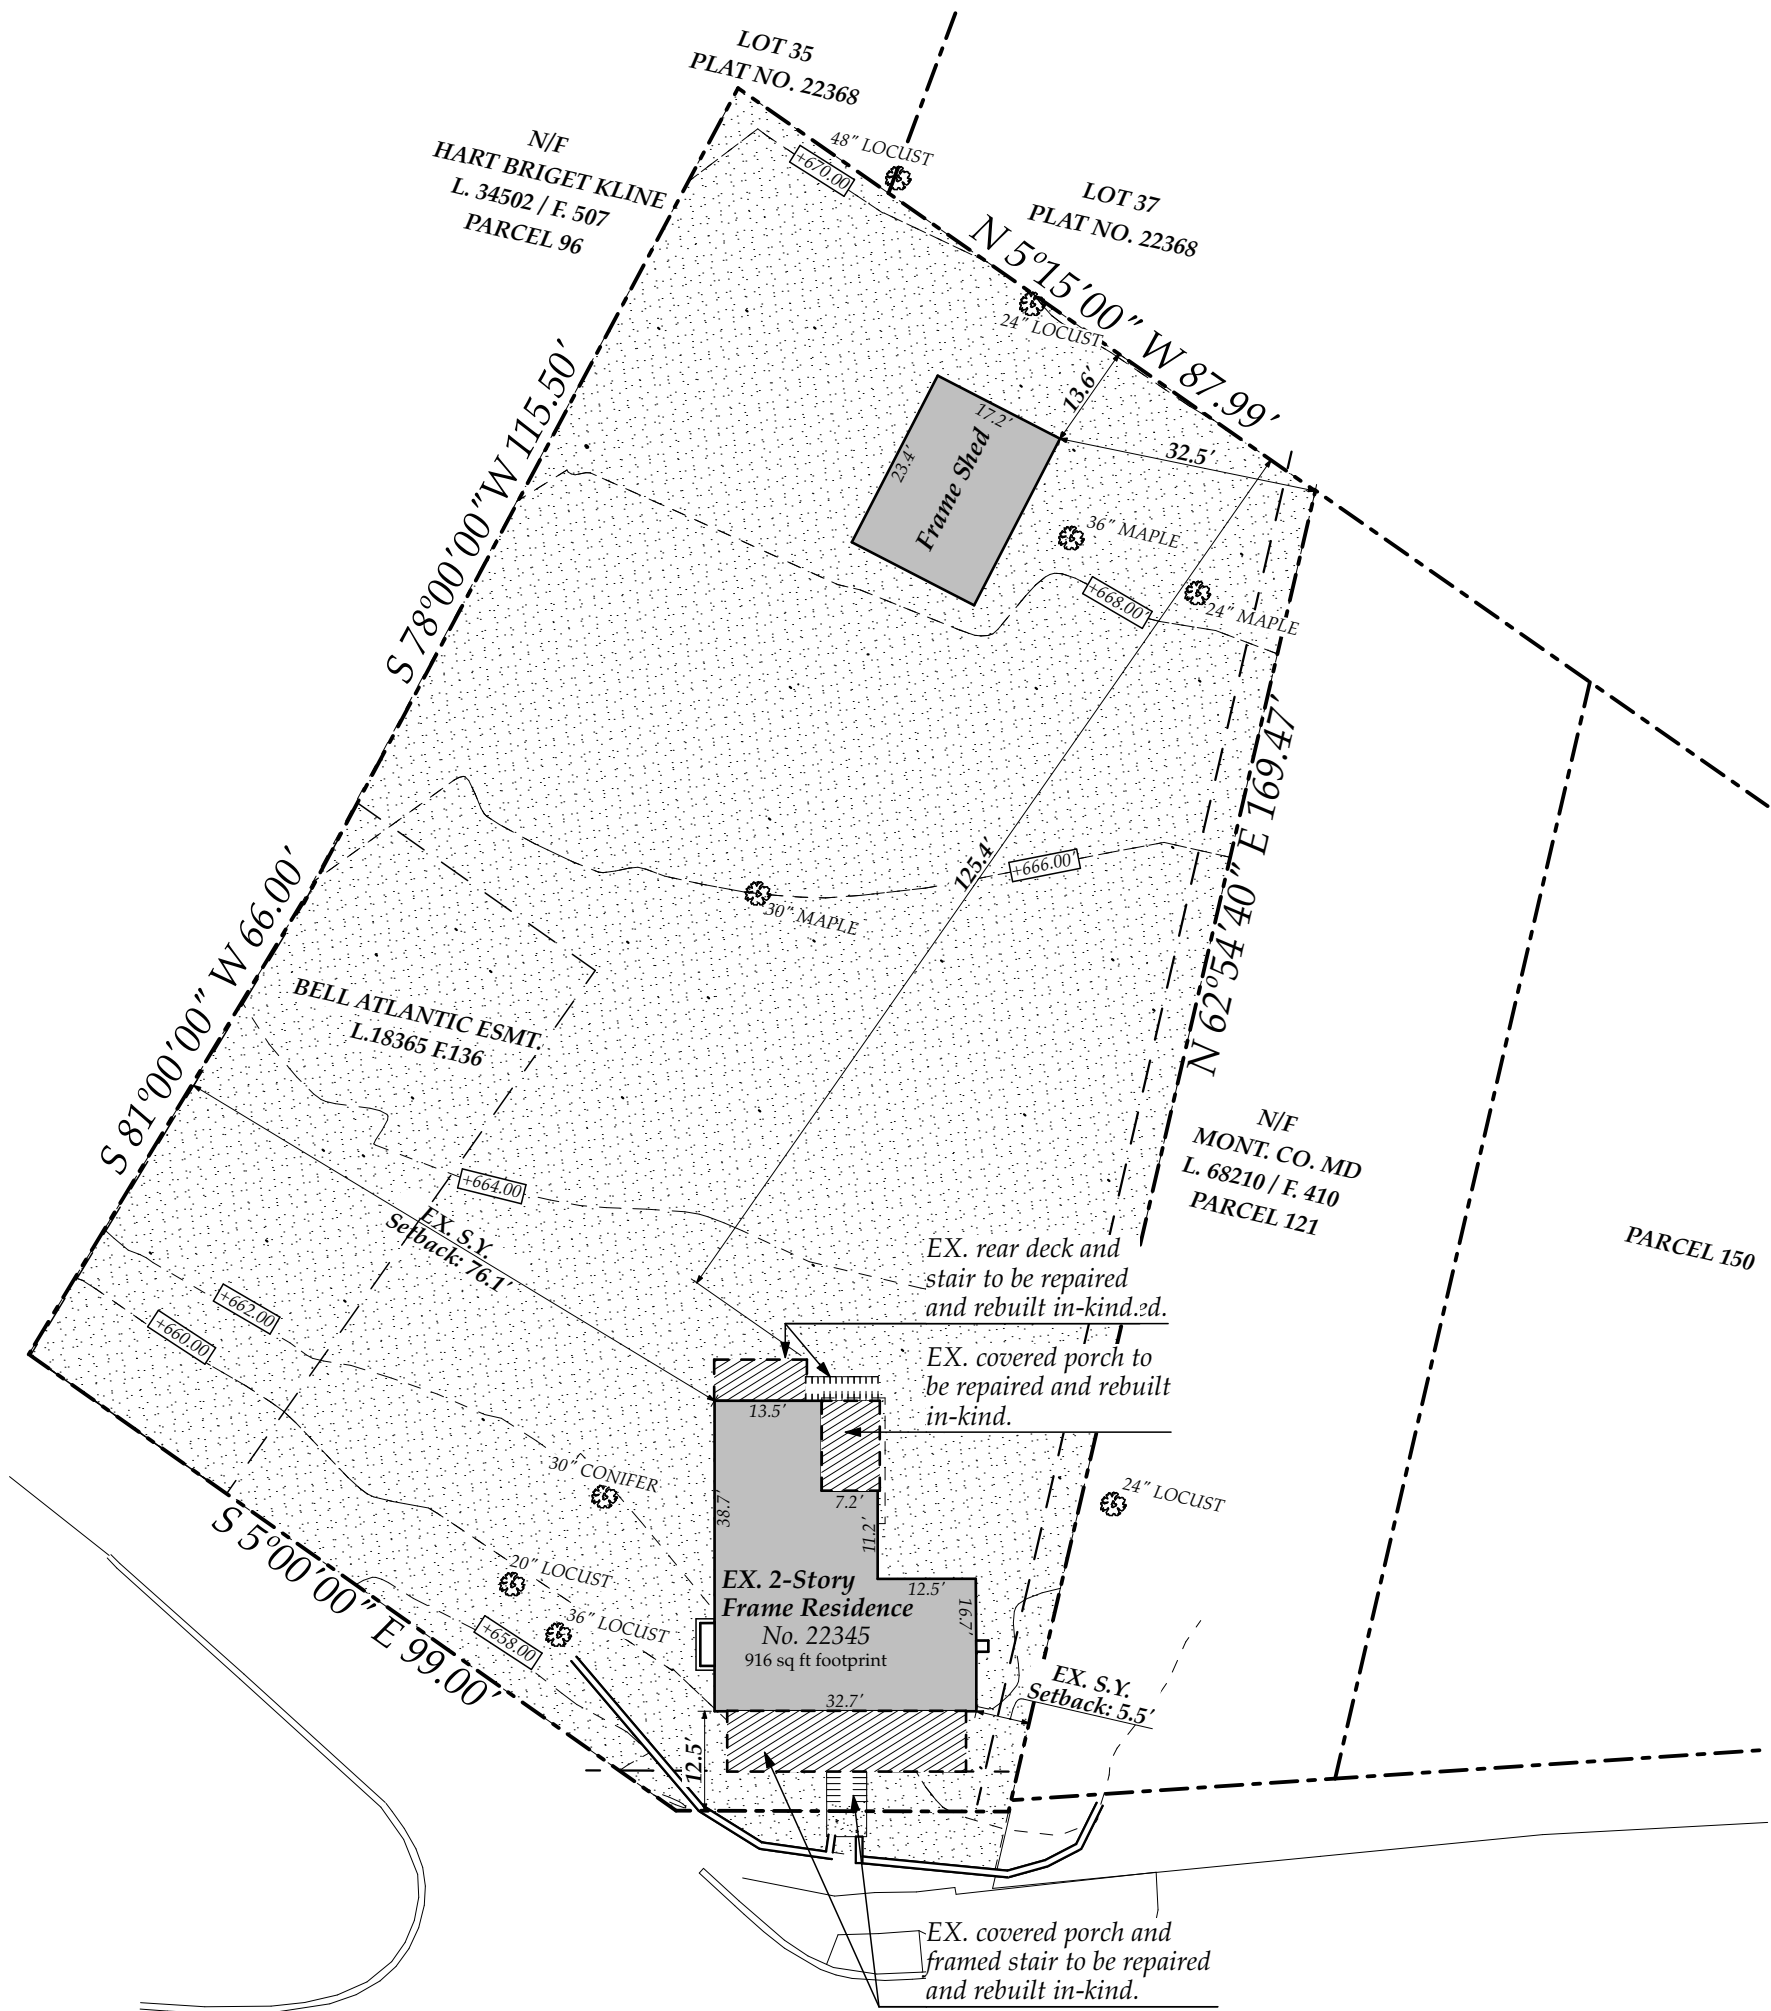 LOT 35
PLAT NO. 22368
N/F
HART BRIGET KLINE
L. 34502 / F. 507
PARCEL 96
48" LOCUST
+670.00
LOT 37
PLAT NO. 22368
N 5°15'00" W 87.99'
24" LOCUST
13.6'
17.2'
23.4'
Frame Shed
32.5'
36" MAPLE
24" MAPLE
+668.00'
S 78°00'00"W 115.50'
N 62°54'40" E 169.47'
125.4'
+666.00'
30" MAPLE
S 81°00'00" W 66.00'
BELL ATLANTIC ESMT.
L.18365 F.136
N/F
MONT. CO. MD
L. 68210 / F. 410
PARCEL 121
PARCEL 150
+664.00
EX. S.Y.
Setback: 76.1'
+662.00
+660.00
EX. rear deck and
stair to be repaired
and rebuilt in-kind.
EX. covered porch to
be repaired and rebuilt
in-kind.
13.5'
7.2'
38.7'
11.2'
12.5'
16.7'
30" CONIFER
24" LOCUST
20" LOCUST
36" LOCUST
+658.00
S 5°00'00" E 99.00'
EX. 2-Story
Frame Residence
No. 22345
916 sq ft footprint
32.7'
EX. S.Y.
Setback: 5.5'
12.5'
EX. covered porch and
framed stair to be repaired
and rebuilt in-kind.